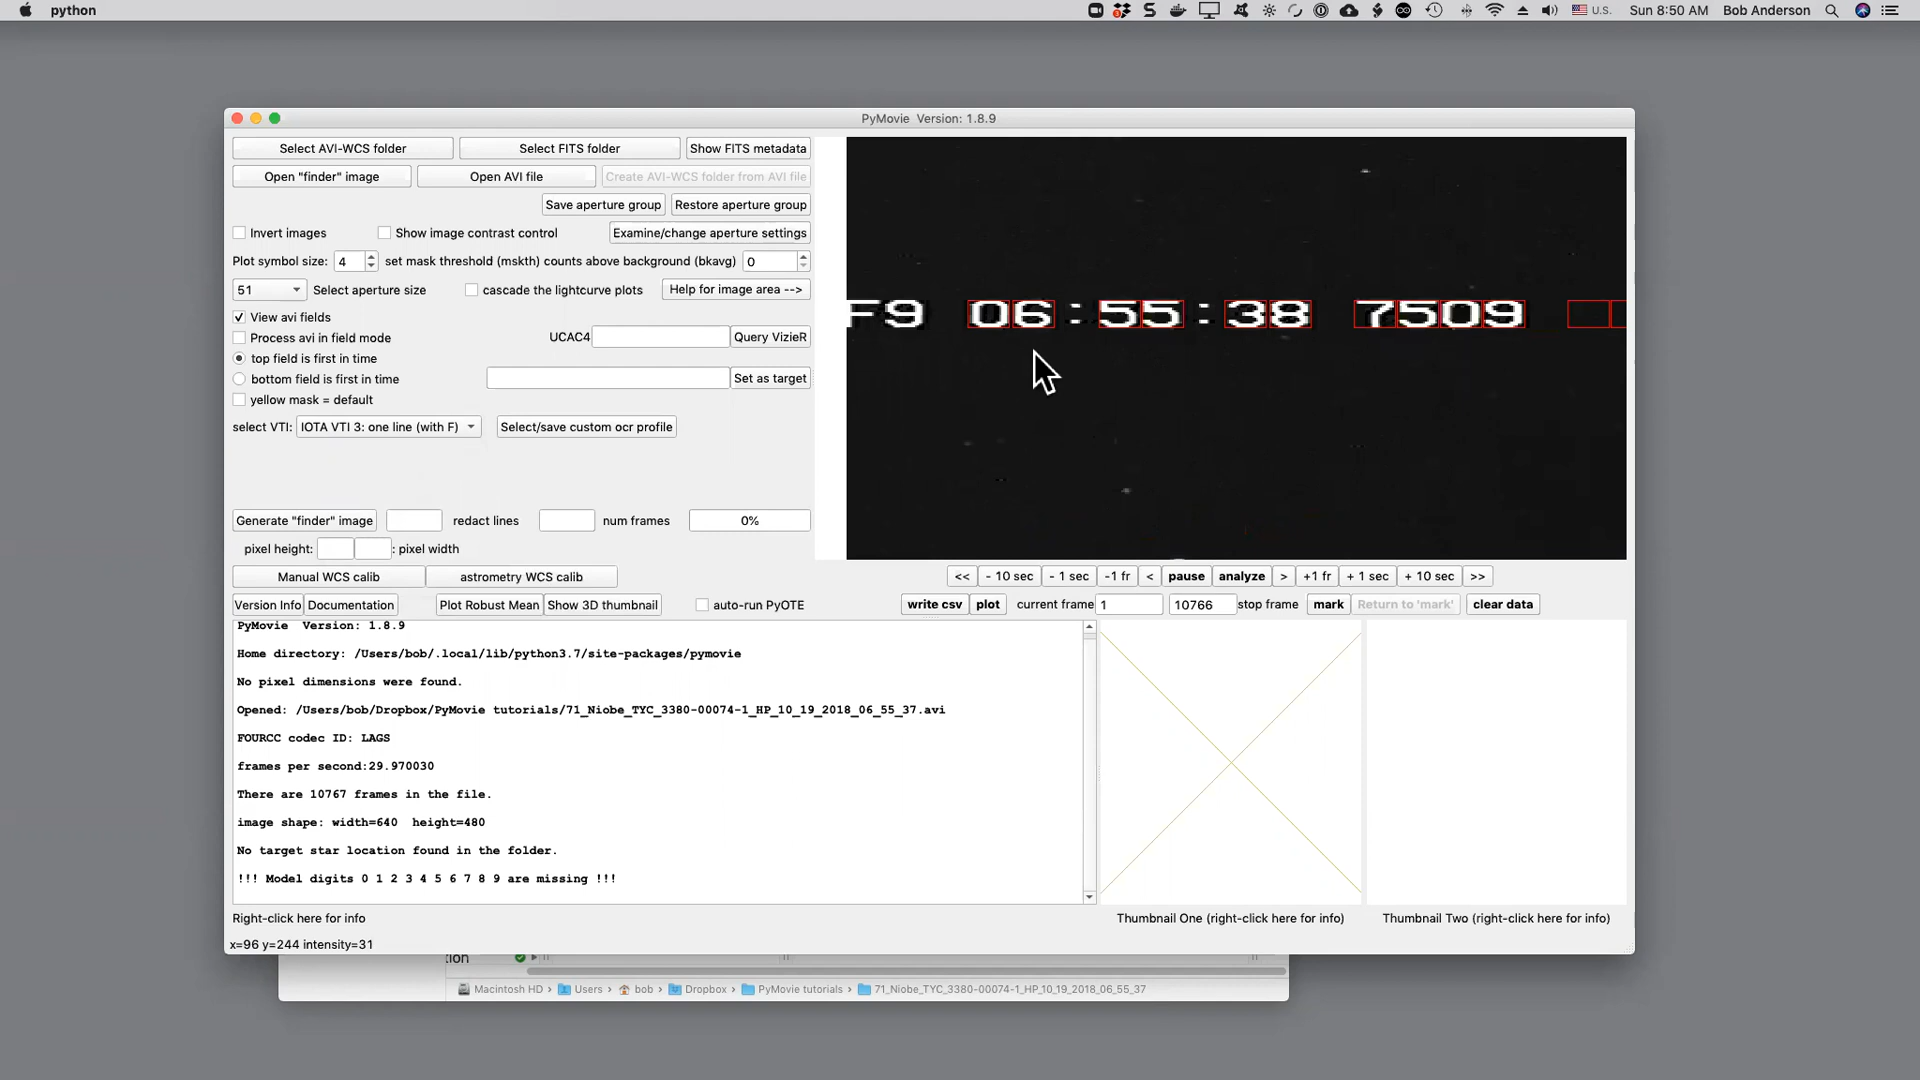 python
U.S.
Sun 8:50 AM
Bob Anderson
PyMovie Version: 1.8.9
Select AVI-WCS folder
Select FITS folder
Show FITS metadata
Open "finder" image
Open AVI file
Create AVI-WCS folder from AVI file
Save aperture group
Restore aperture group
Invert images
Show image contrast control
Examine/change aperture settings
Plot symbol size: 4
set mask threshold (mskth) counts above background (bkavg) 0
51 Select aperture size
cascade the lightcurve plots
Help for image area -->
View avi fields
Process avi in field mode
UCAC4
Query VizieR
top field is first in time
bottom field is first in time
Set as target
yellow mask = default
select VTI: IOTA VTI 3: one line (with F)
Select/save custom ocr profile
F9 06:55:38 7509
Generate "finder" image
redact lines
num frames
0%
pixel height:
: pixel width
Manual WCS calib
astrometry WCS calib
<< - 10 sec - 1 sec -1 fr < pause analyze > +1 fr + 1 sec + 10 sec >>
Version Info
Documentation
Plot Robust Mean
Show 3D thumbnail
auto-run PyOTE
write csv plot current frame 1 10766 stop frame mark Return to 'mark' clear data
PyMovie Version: 1.8.9
Home directory: /Users/bob/.local/lib/python3.7/site-packages/pymovie
No pixel dimensions were found.
Opened: /Users/bob/Dropbox/PyMovie tutorials/71_Niobe_TYC_3380-00074-1_HP_10_19_2018_06_55_37.avi
FOURCC codec ID: LAGS
frames per second:29.970030
There are 10767 frames in the file.
image shape: width=640 height=480
No target star location found in the folder.
!!! Model digits 0 1 2 3 4 5 6 7 8 9 are missing !!!
Right-click here for info
Thumbnail One (right-click here for info)
Thumbnail Two (right-click here for info)
x=96 y=244 intensity=31
tion
Macintosh HD › Users › bob › Dropbox › PyMovie tutorials › 71_Niobe_TYC_3380-00074-1_HP_10_19_2018_06_55_37